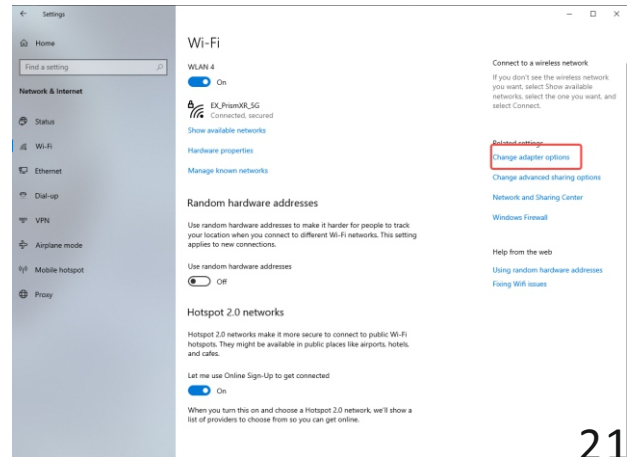 Settings
Home
Find a setting
Network & Internet
Status
Wi-Fi
Ethernet
Dial-up
VPN
Airplane mode
Mobile hotspot
Proxy
Wi-Fi
WLAN 4
On
EX_PrismXR_5G
Connected, secured
Show available networks
Hardware properties
Manage known networks
Random hardware addresses
Use random hardware addresses to make it harder for people to track
your location when you connect to different Wi-Fi networks. This setting
applies to new connections.
Use random hardware addresses
Off
Hotspot 2.0 networks
Hotspot 2.0 networks make it more secure to connect to public Wi-Fi
hotspots. They might be available in public places like airports, hotels,
and cafes.
Let me use Online Sign-Up to get connected
On
When you turn this on and choose a Hotspot 2.0 network, we'll show a
list of providers to choose from so you can get online.
Connect to a wireless network
If you don't see the wireless network
you want, select Show available
networks, select the one you want, and
select Connect.
Related settings
Change adapter options
Change advanced sharing options
Network and Sharing Center
Windows Firewall
Help from the web
Using random hardware addresses
Fixing Wifi issues
21